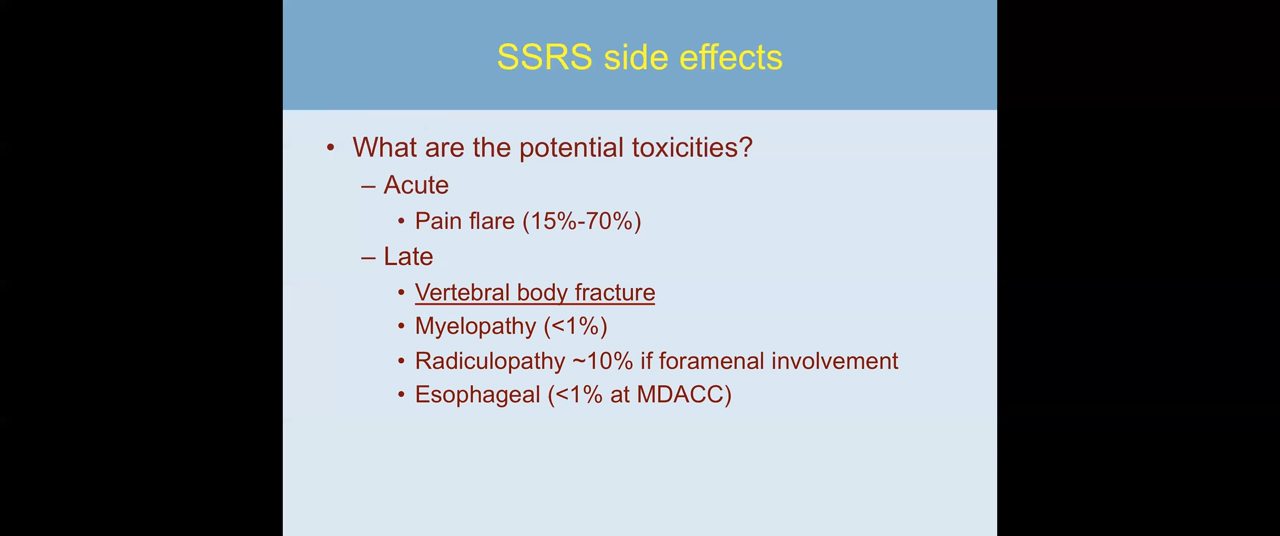 SSRS side effects
• What are the potential toxicities?
– Acute
• Pain flare (15%-70%)
– Late
• Vertebral body fracture
• Myelopathy (<1%)
• Radiculopathy ~10% if foramenal involvement
• Esophageal (<1% at MDACC)